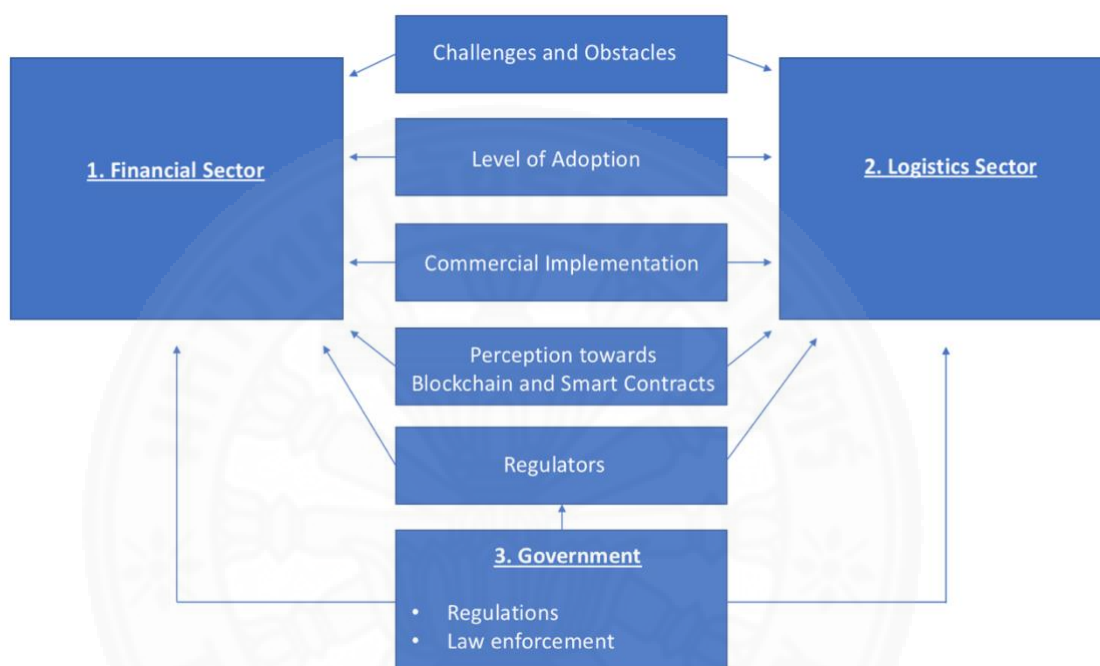 Challenges and Obstacles
1. Financial Sector
Level of Adoption
2. Logistics Sector
Commercial Implementation
Perception towards
Blockchain and Smart Contracts
Regulators
3. Government
• Regulations
• Law enforcement